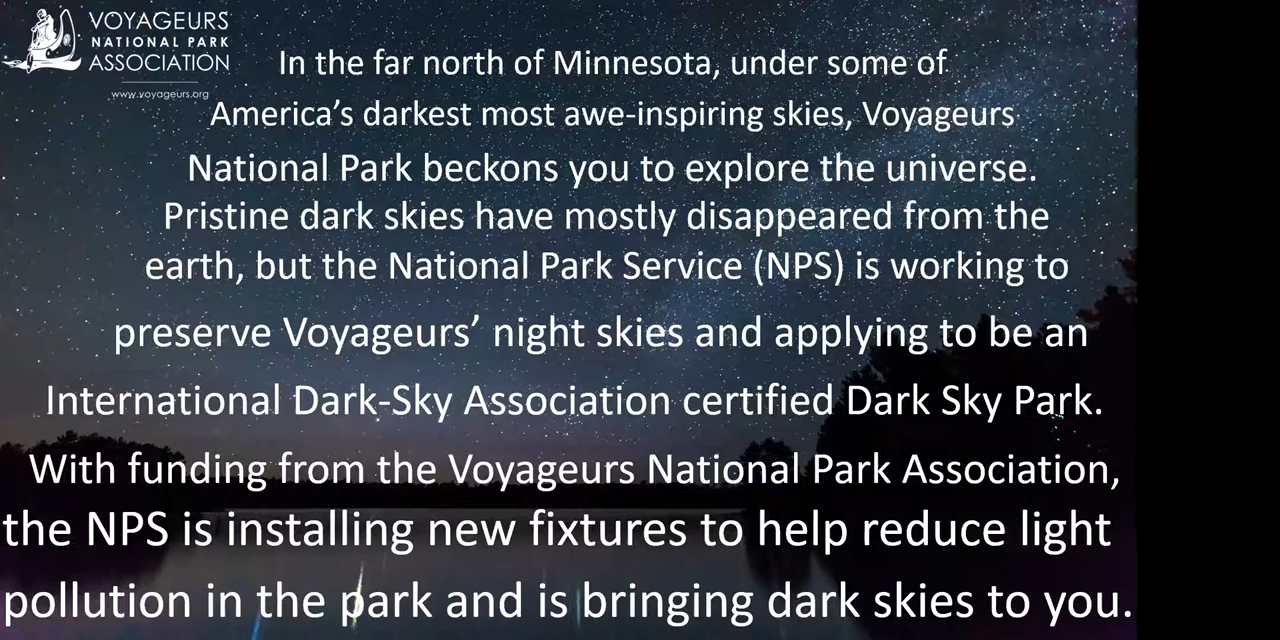 VOYAGEURS
NATIONAL PARK
ASSOCIATION
www.voyageurs.org
In the far north of Minnesota, under some of
America’s darkest most awe-inspiring skies, Voyageurs
National Park beckons you to explore the universe.
Pristine dark skies have mostly disappeared from the
earth, but the National Park Service (NPS) is working to
preserve Voyageurs’ night skies and applying to be an
International Dark-Sky Association certified Dark Sky Park.
With funding from the Voyageurs National Park Association,
the NPS is installing new fixtures to help reduce light
pollution in the park and is bringing dark skies to you.